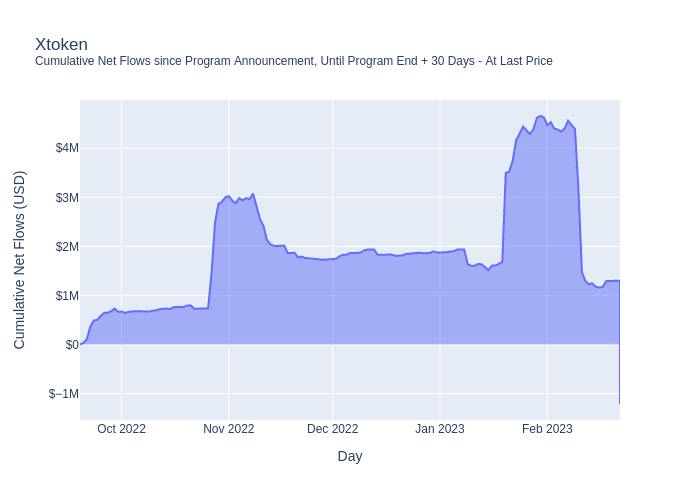 Xtoken
Cumulative Net Flows since Program Announcement, Until Program End + 30 Days - At Last Price
Cumulative Net Flows (USD)
$4M
$3M
$2M
$1M
$0
$−1M
Oct 2022
Nov 2022
Dec 2022
Jan 2023
Feb 2023
Day